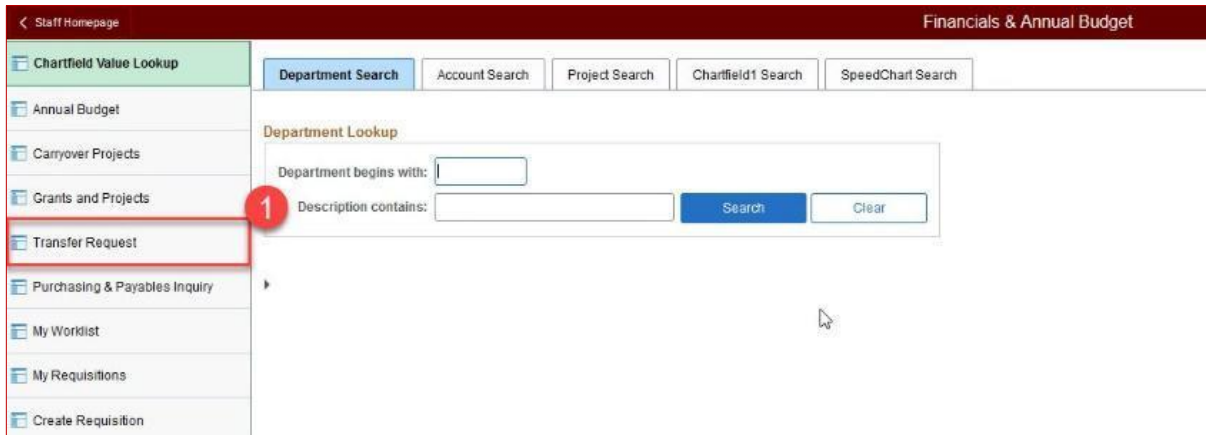 Staff Homepage
Financials & Annual Budget
Chartfield Value Lookup
Annual Budget
Carryover Projects
Grants and Projects
Transfer Request
Purchasing & Payables Inquiry
My Worklist
My Requisitions
Create Requisition
1
Department Search Account Search Project Search Chartfield1 Search SpeedChart Search
Department Lookup
Department begins with:
Description contains: Search Clear